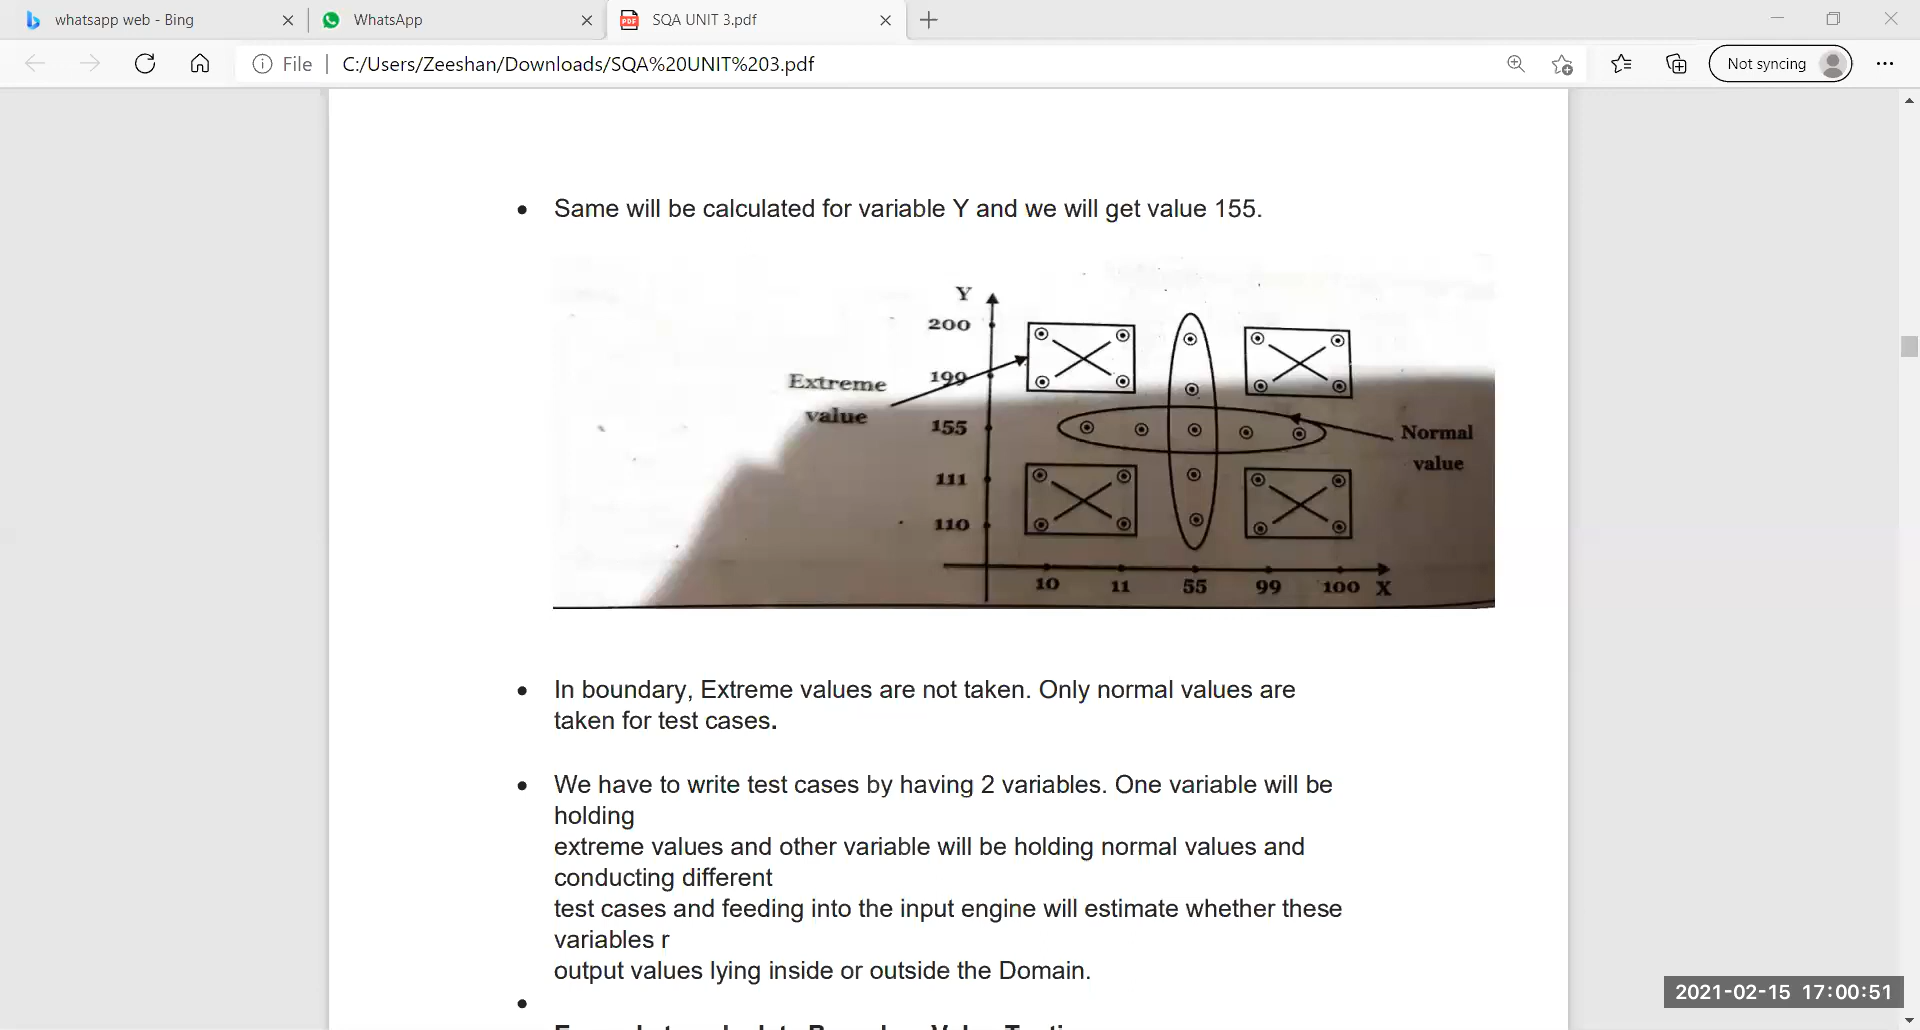 whatsapp web - Bing
WhatsApp
SQA UNIT 3.pdf
File
C:/Users/Zeeshan/Downloads/SQA%20UNIT%203.pdf
Not syncing
• Same will be calculated for variable Y and we will get value 155.
Y
200
199
Extreme
value
155
Normal
value
111
110
10 11 55 99 100 X
• In boundary, Extreme values are not taken. Only normal values are
taken for test cases.
• We have to write test cases by having 2 variables. One variable will be
holding
extreme values and other variable will be holding normal values and
conducting different
test cases and feeding into the input engine will estimate whether these
variables r
output values lying inside or outside the Domain.
•
2021-02-15 17:00:51